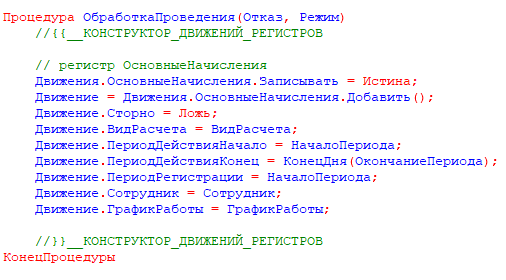 Процедура ОбработкаПроведения(Отказ, Режим)
//{{__КОНСТРУКТОР_ДВИЖЕНИЙ_РЕГИСТРОВ
// регистр ОсновныеНачисления
Движения.ОсновныеНачисления.Записывать = Истина;
Движение = Движения.ОсновныеНачисления.Добавить();
Движение.Сторно = Ложь;
Движение.ВидРасчета = ВидРасчета;
Движение.ПериодДействияНачало = НачалоПериода;
Движение.ПериодДействияКонец = КонецДня(ОкончаниеПериода);
Движение.ПериодРегистрации = НачалоПериода;
Движение.Сотрудник = Сотрудник;
Движение.ГрафикРаботы = ГрафикРаботы;
//}}__КОНСТРУКТОР_ДВИЖЕНИЙ_РЕГИСТРОВ
КонецПроцедуры